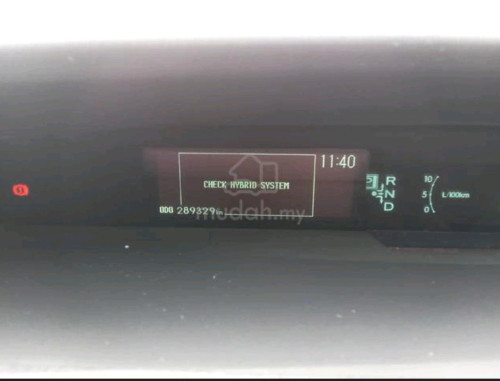 11:40
CHECK HYBRID SYSTEM
mudah.my
ODO 289329
R
N
D
10
5
0
L/100km